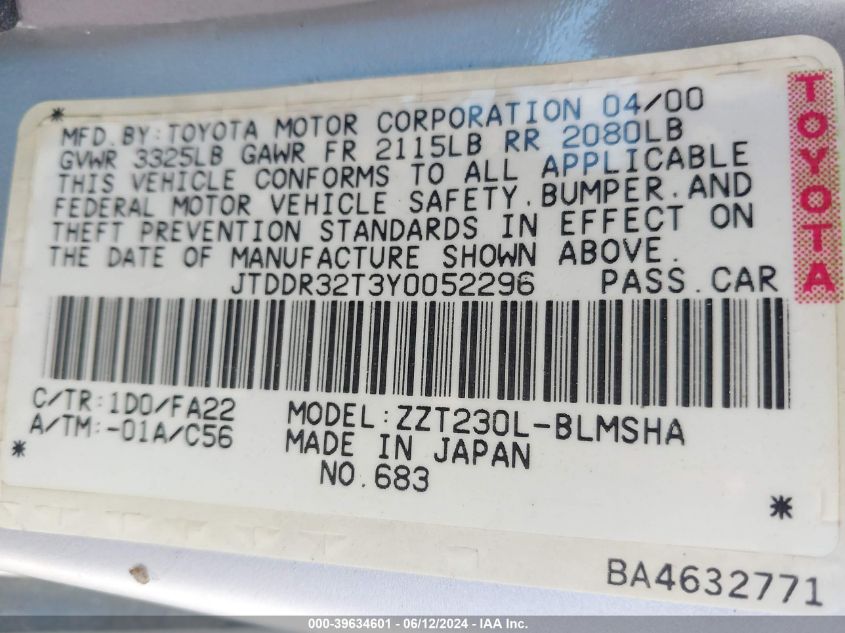 MFD.BY:TOYOTA MOTOR CORPORATION 04/00
GVWR 3325LB GAWR FR 2115LB RR 2080LB
THIS VEHICLE CONFORMS TO ALL APPLICABLE
FEDERAL MOTOR VEHICLE SAFETY,BUMPER,AND
THEFT PREVENTION STANDARDS IN EFFECT ON
THE DATE OF MANUFACTURE SHOWN ABOVE.
JTDDR32T3Y0052296 PASS.CAR
TOYOTA
C/TR:1D0/FA22 MODEL:ZZT230L-BLMSHA
A/TM:-01A/C56 MADE IN JAPAN
NO.683
BA4632771
000-39634601 - 06/12/2024 - IAA Inc.